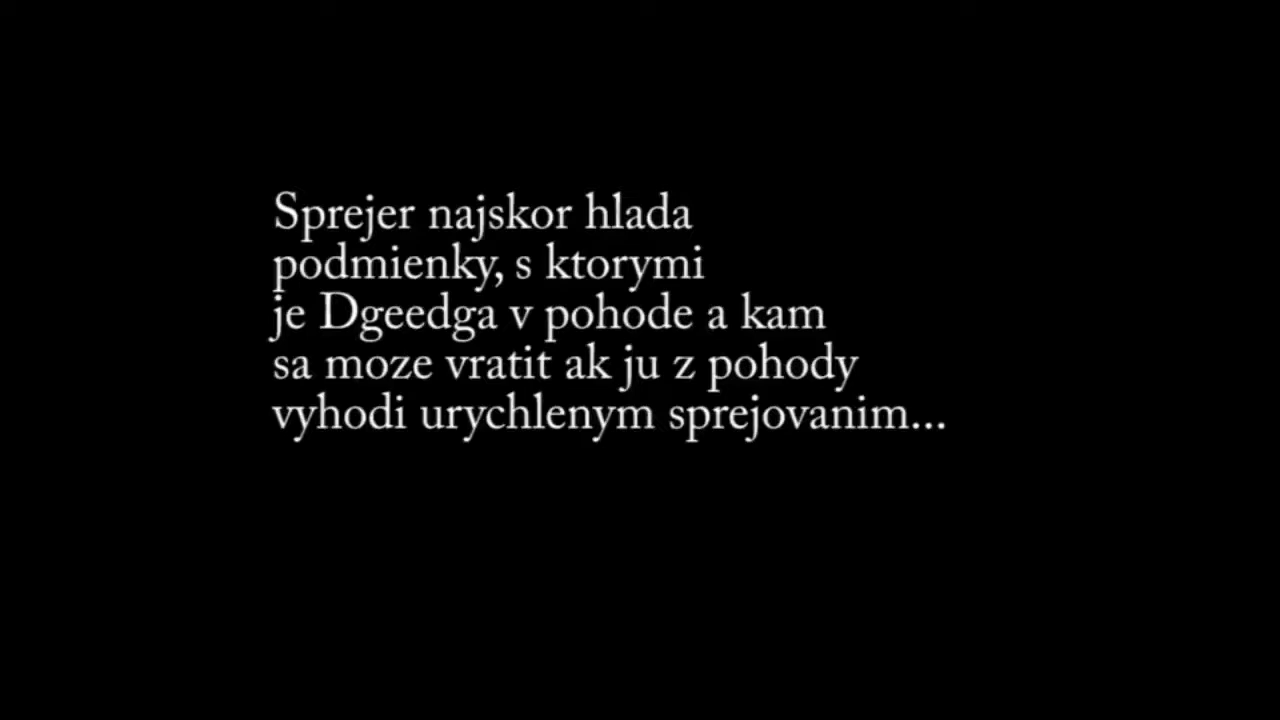 Sprejer najskor hlada
podmienky, s ktorymi
je Dgeedga v pohode a kam
sa moze vratit ak ju z pohody
vyhodi urychlenym sprejovanim...